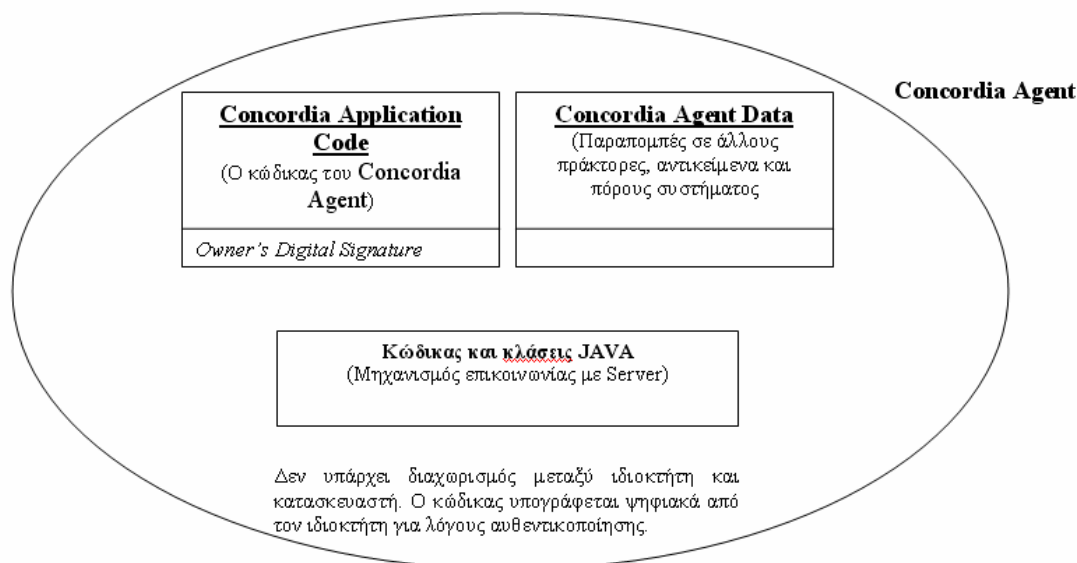 Concordia Agent
Concordia Application
Code
(Ο κώδικας του Concordia
Agent)
Owner's Digital Signature
Concordia Agent Data
(Παραπομπές σε άλλους
πράκτορες, αντικείμενα και
πόρους συστήματος
Κώδικας και κλάσεις JAVA
(Μηχανισμός επικοινωνίας με Server)
Δεν υπάρχει διαχωρισμός μεταξύ ιδιοκτήτη και
κατασκευαστή. Ο κώδικας υπογράφεται ψηφιακά από
τον ιδιοκτήτη για λόγους αυθεντικοποίησης.